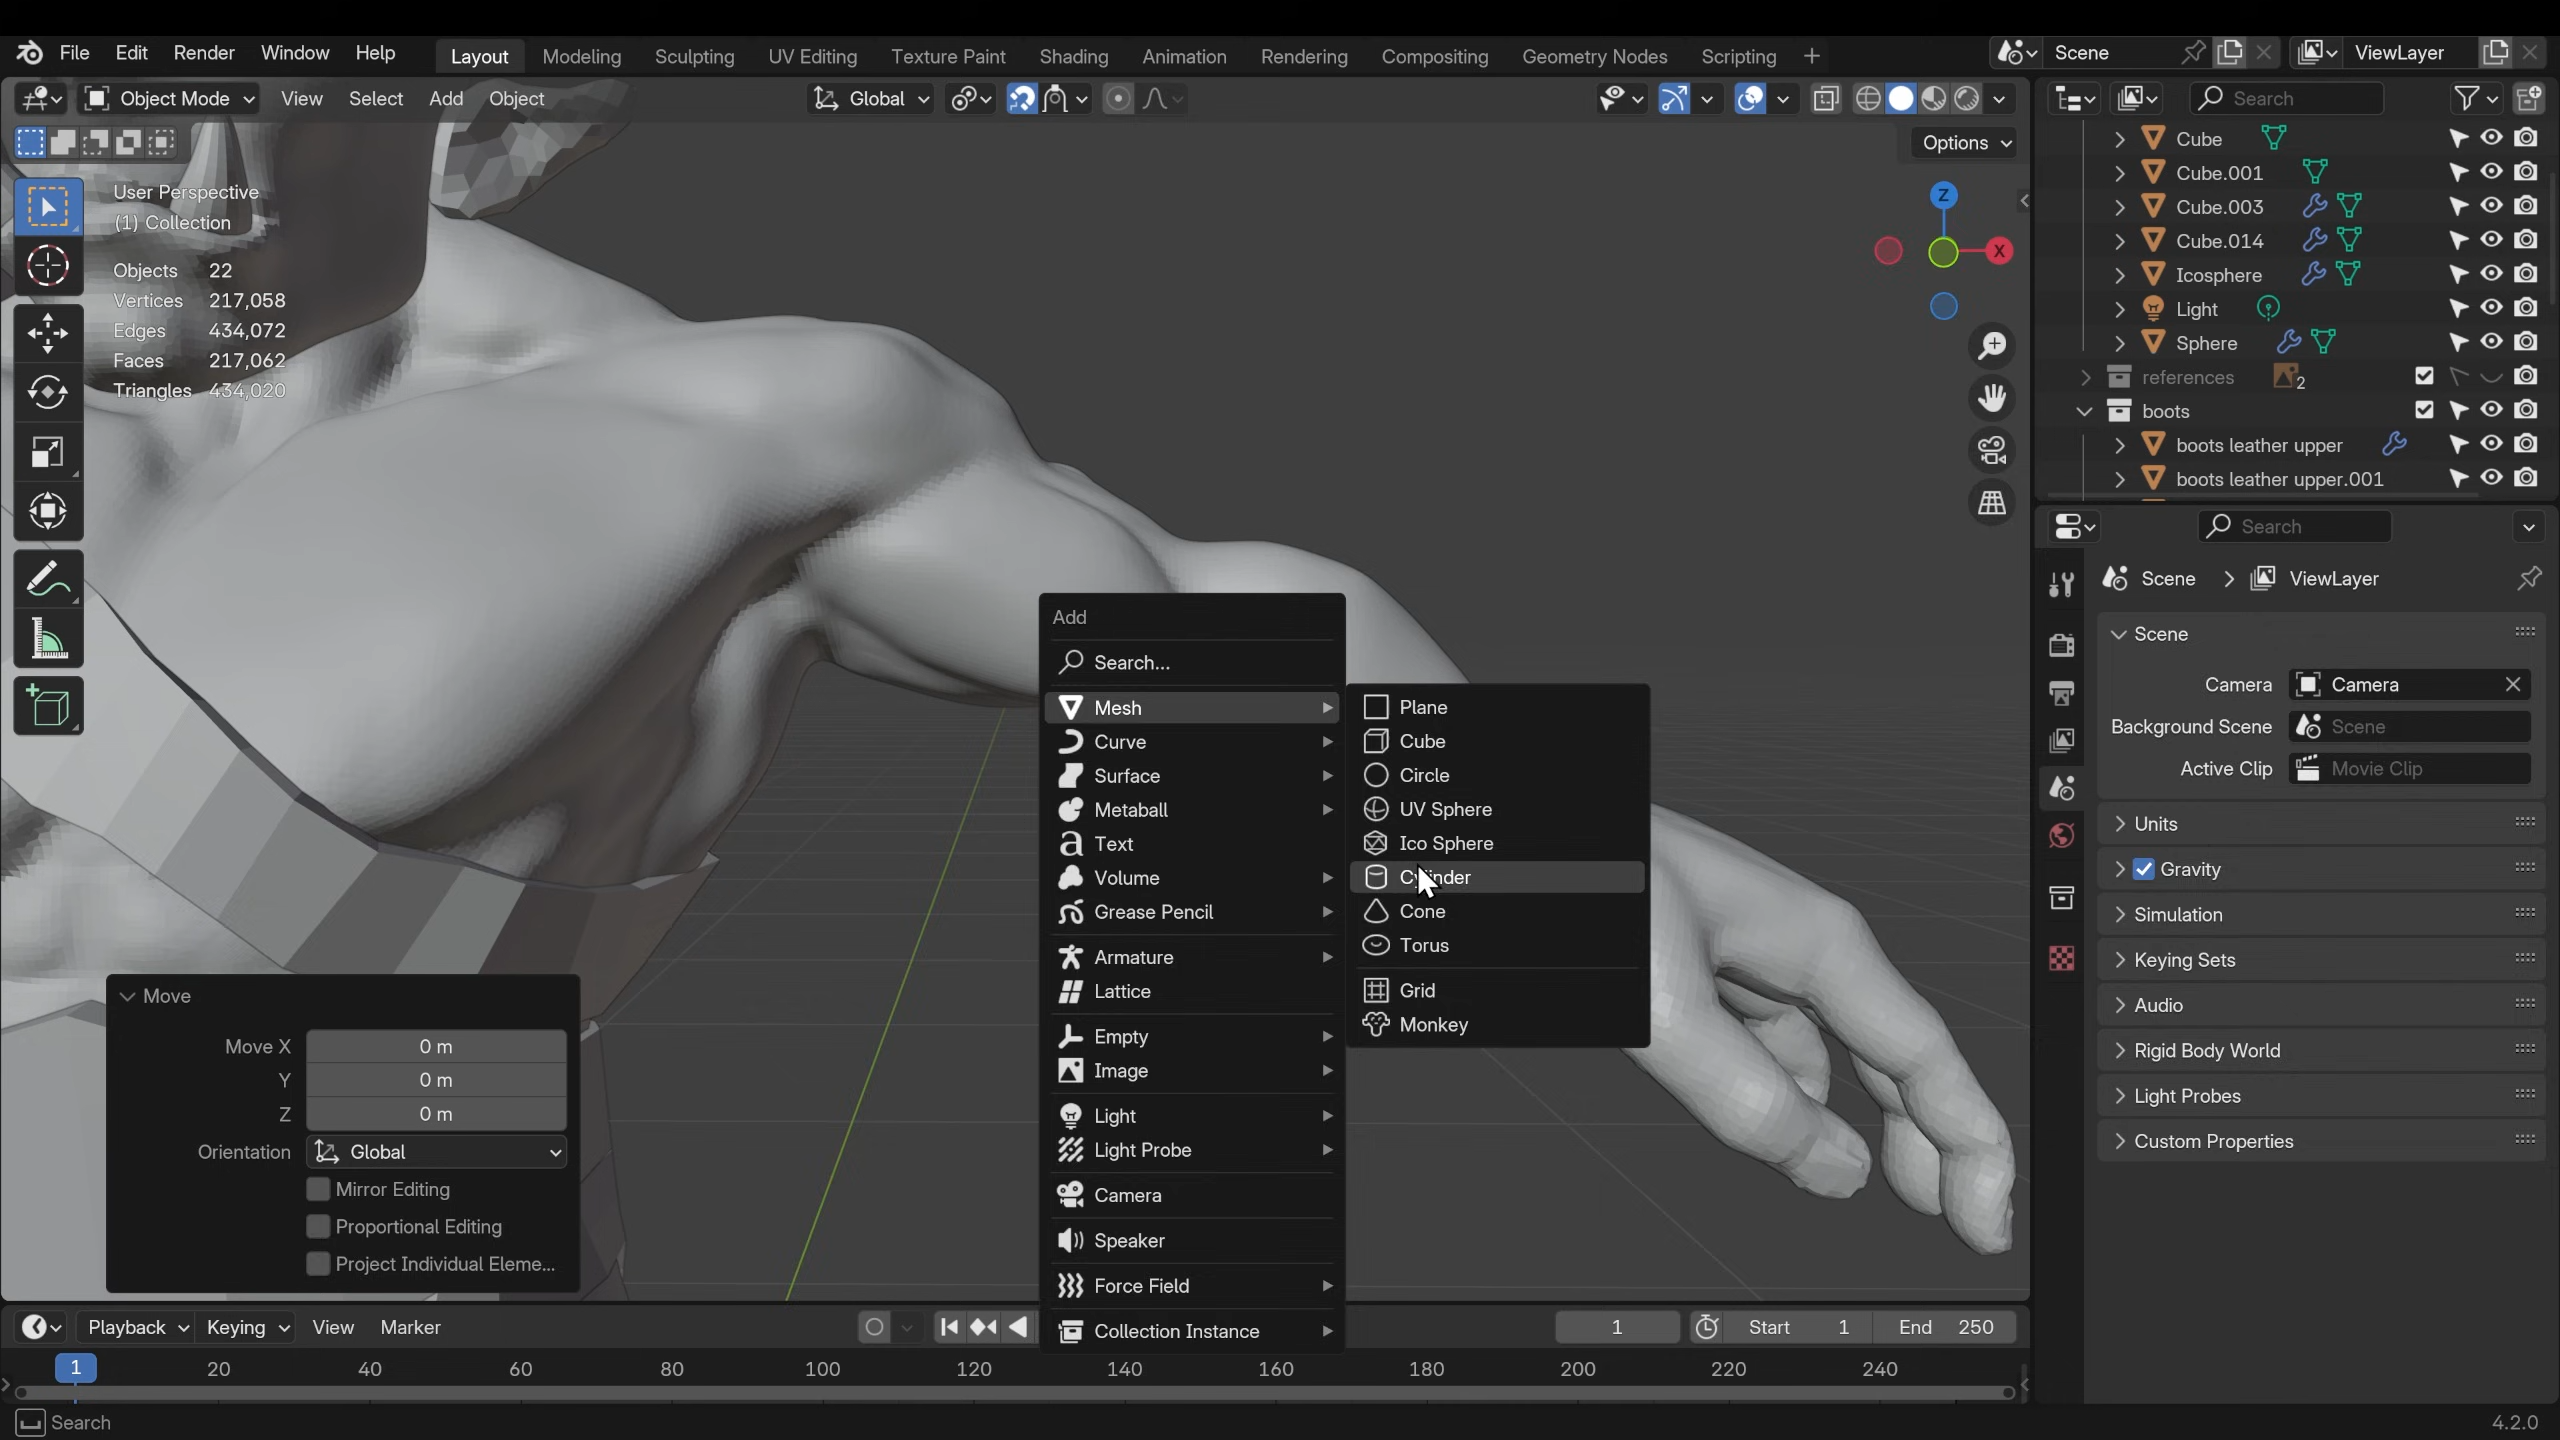 File Edit Render Window Help Layout Modeling Sculpting UV Editing Texture Paint Shading Animation Rendering Compositing Geometry Nodes Scripting + Scene ViewLayer
Object Mode View Select Add Object Global Search
Options
User Perspective
(1) Collection
Objects 22
Vertices 217,058
Edges 434,072
Faces 217,062
Triangles 434,020
Z
X
Cube
Cube.001
Cube.003
Cube.014
Icosphere
Light
Sphere
references 2
boots
boots leather upper
boots leather upper.001
Search
Scene ViewLayer
Scene
Camera Camera
Background Scene Scene
Active Clip Movie Clip
Units
Gravity
Simulation
Keying Sets
Audio
Rigid Body World
Light Probes
Custom Properties
Add
Search...
Mesh
Curve
Surface
Metaball
Text
Volume
Grease Pencil
Armature
Lattice
Empty
Image
Light
Light Probe
Camera
Speaker
Force Field
Collection Instance
Plane
Cube
Circle
UV Sphere
Ico Sphere
Cylinder
Cone
Torus
Grid
Monkey
Move
Move X 0 m
Y 0 m
Z 0 m
Orientation Global
Mirror Editing
Proportional Editing
Project Individual Eleme...
Playback Keying View Marker 1 Start 1 End 250
1 20 40 60 80 100 120 140 160 180 200 220 240
Search 4.2.0